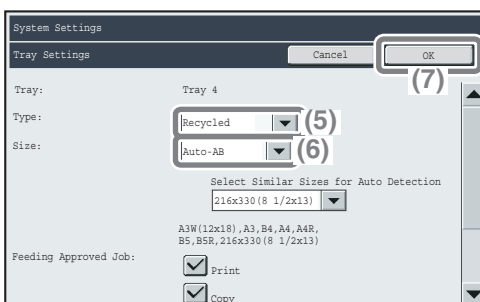 System Settings
Tray Settings Cancel OK
(7)
Tray: Tray 4
Type: Recycled (5)
Size: Auto-AB (6)
Select Similar Sizes for Auto Detection
216x330(8 1/2x13)
A3W(12x18),A3,B4,A4,A4R,
B5,B5R,216x330(8 1/2x13)
Feeding Approved Job:
Print
Copy